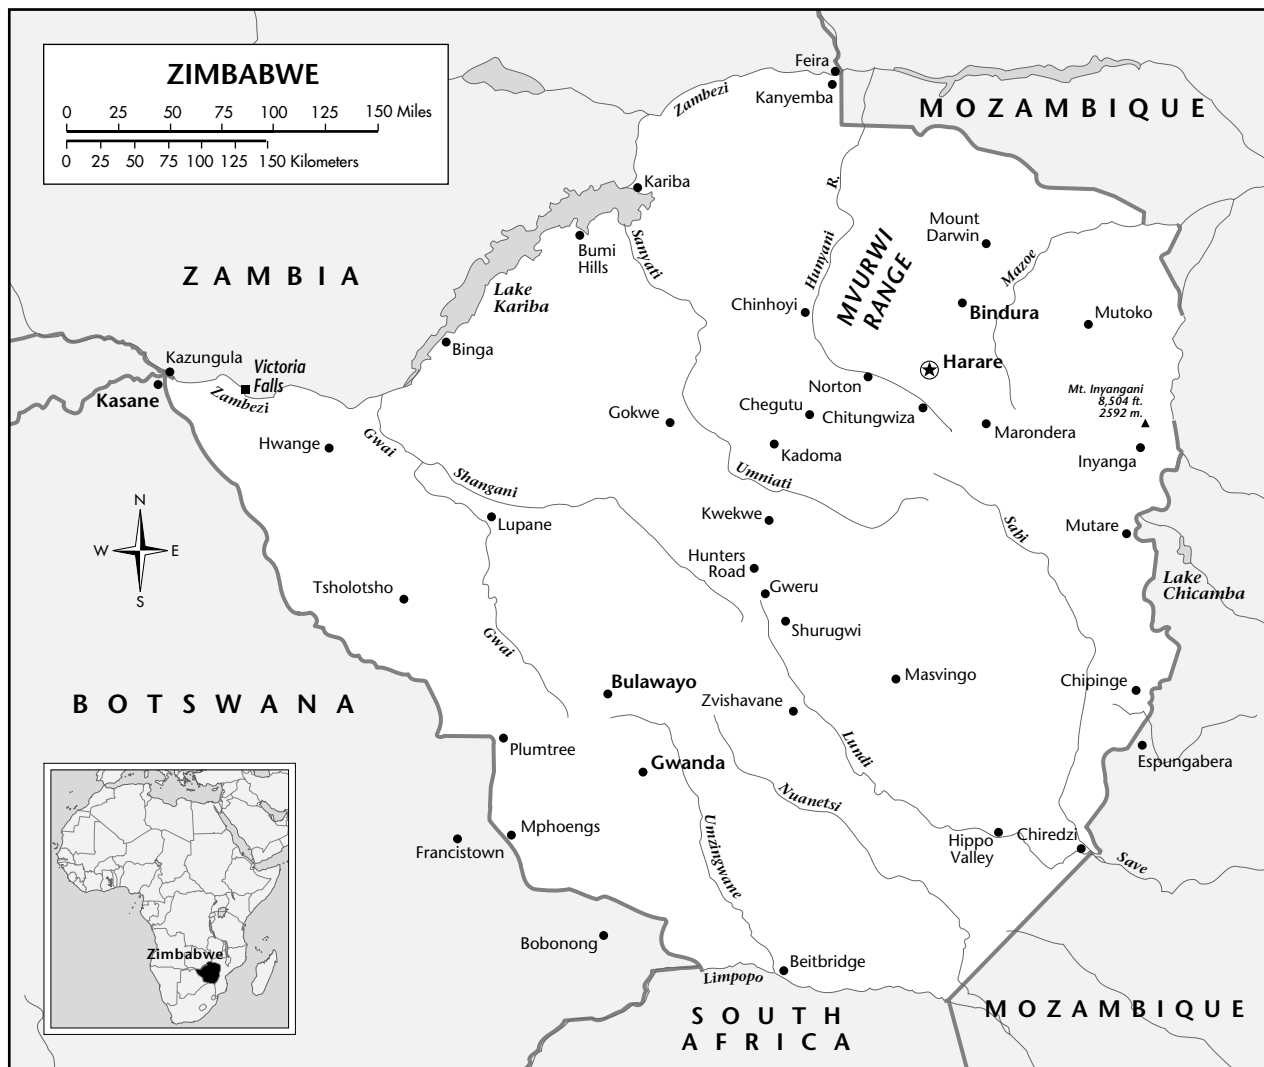 ZIMBABWE
0 25 50 75 100 125 150 Miles
0 25 50 75 100 125 150 Kilometers
Feira
Kanyemba
Zambezi
MOZAMBIQUE
Kariba
R.
Hunyani
Mount
Darwin
Bumi
Hills
Sanyati
MVURWI
RANGE
Mazoe
ZAMBIA
Lake
Kariba
Chinhoyi
Bindura
Mutoko
Binga
Kazungula
Victoria
Falls
Zambezi
Kasane
Harare
Norton
Mt. Inyangani
8,504 ft.
2592 m.
Chegutu
Chitungwiza
Gokwe
Marondera
Hwange
Gwai
Kadoma
Inyanga
Shangani
Umniati
Lupane
Kwekwe
Sabi
Mutare
N
W
E
S
Hunters
Road
Lake
Chicamba
Tsholotsho
Gweru
Shurugwi
Gwai
Masvingo
Chipinge
Bulawayo
Zvishavane
BOTSWANA
Plumtree
Lundi
Espungabera
Gwanda
Nuanetsi
Mphoengs
Umzingwane
Francistown
Hippo
Valley
Chiredzi
Save
Bobonong
Zimbabwe
Beitbridge
Limpopo
SOUTH
AFRICA
MOZAMBIQUE